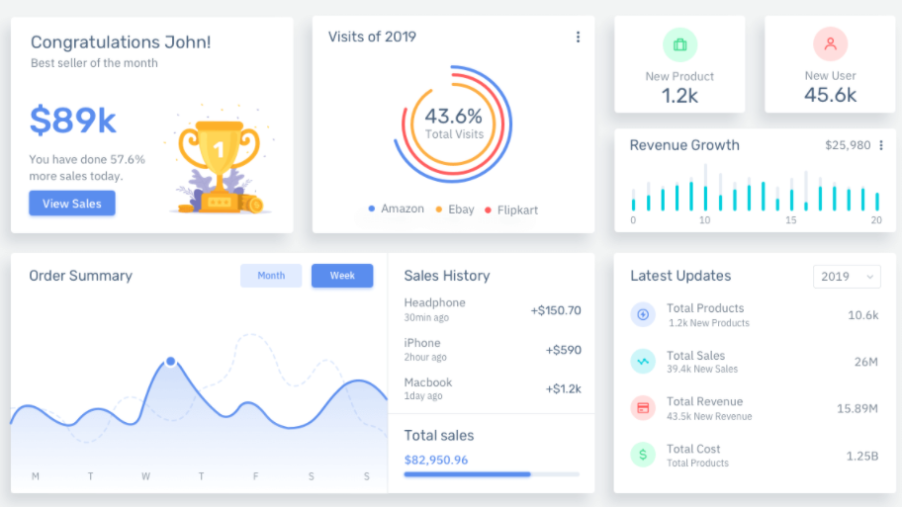 Congratulations John!
Best seller of the month
$89k
1
You have done 57.6%
more sales today.
View Sales
Visits of 2019
43.6%
Total Visits
Amazon Ebay Flipkart
New Product
1.2k
New User
45.6k
Revenue Growth $25,980
0 10 15 20
Order Summary Month Week
M T W T F S S
Sales History
Headphone
30min ago
+$150.70
iPhone
2hour ago
+$590
Macbook
1day ago
+$1.2k
Total sales
$82,950.96
Latest Updates 2019
Total Products
1.2k New Products
10.6k
Total Sales
39.4k New Sales
26M
Total Revenue
43.5k New Revenue
15.89M
$
Total Cost
Total Products
1.25B